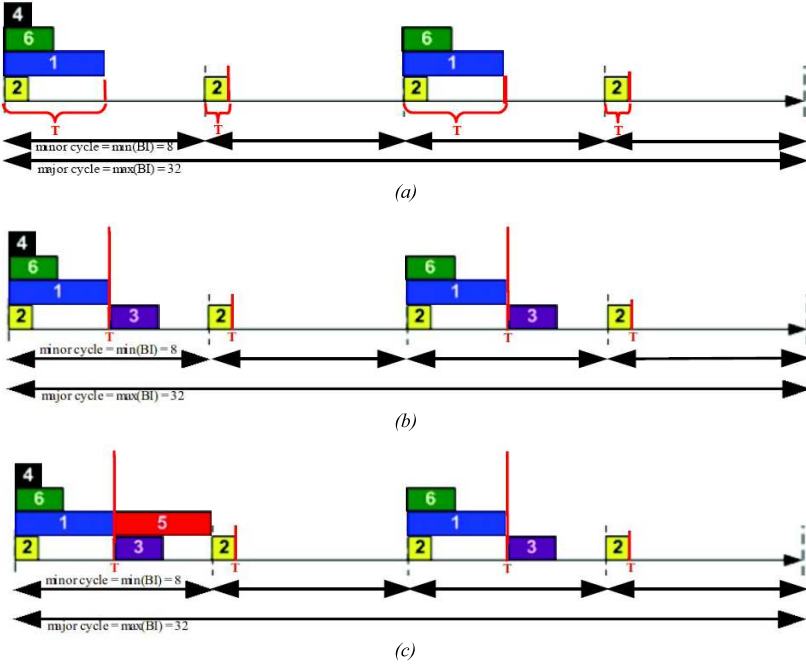 4
6 6
1 1
2 2 2 2
T T T T
minor cycle = min(BI) = 8
major cycle = max(BI) = 32
(a)
4
6 6
1 1
2 3 2 2 3 2
T T T T
minor cycle = min(BI) = 8
major cycle = max(BI) = 32
(b)
4
6 6
1 5 1
2 3 2 2 3 2
T T T T
minor cycle = min(BI) = 8
major cycle = max(BI) = 32
(c)